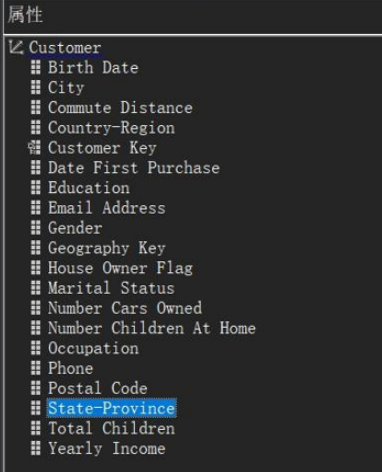 属性
Customer
Birth Date
City
Commute Distance
Country-Region
Customer Key
Date First Purchase
Education
Email Address
Gender
Geography Key
House Owner Flag
Marital Status
Number Cars Owned
Number Children At Home
Occupation
Phone
Postal Code
State-Province
Total Children
Yearly Income